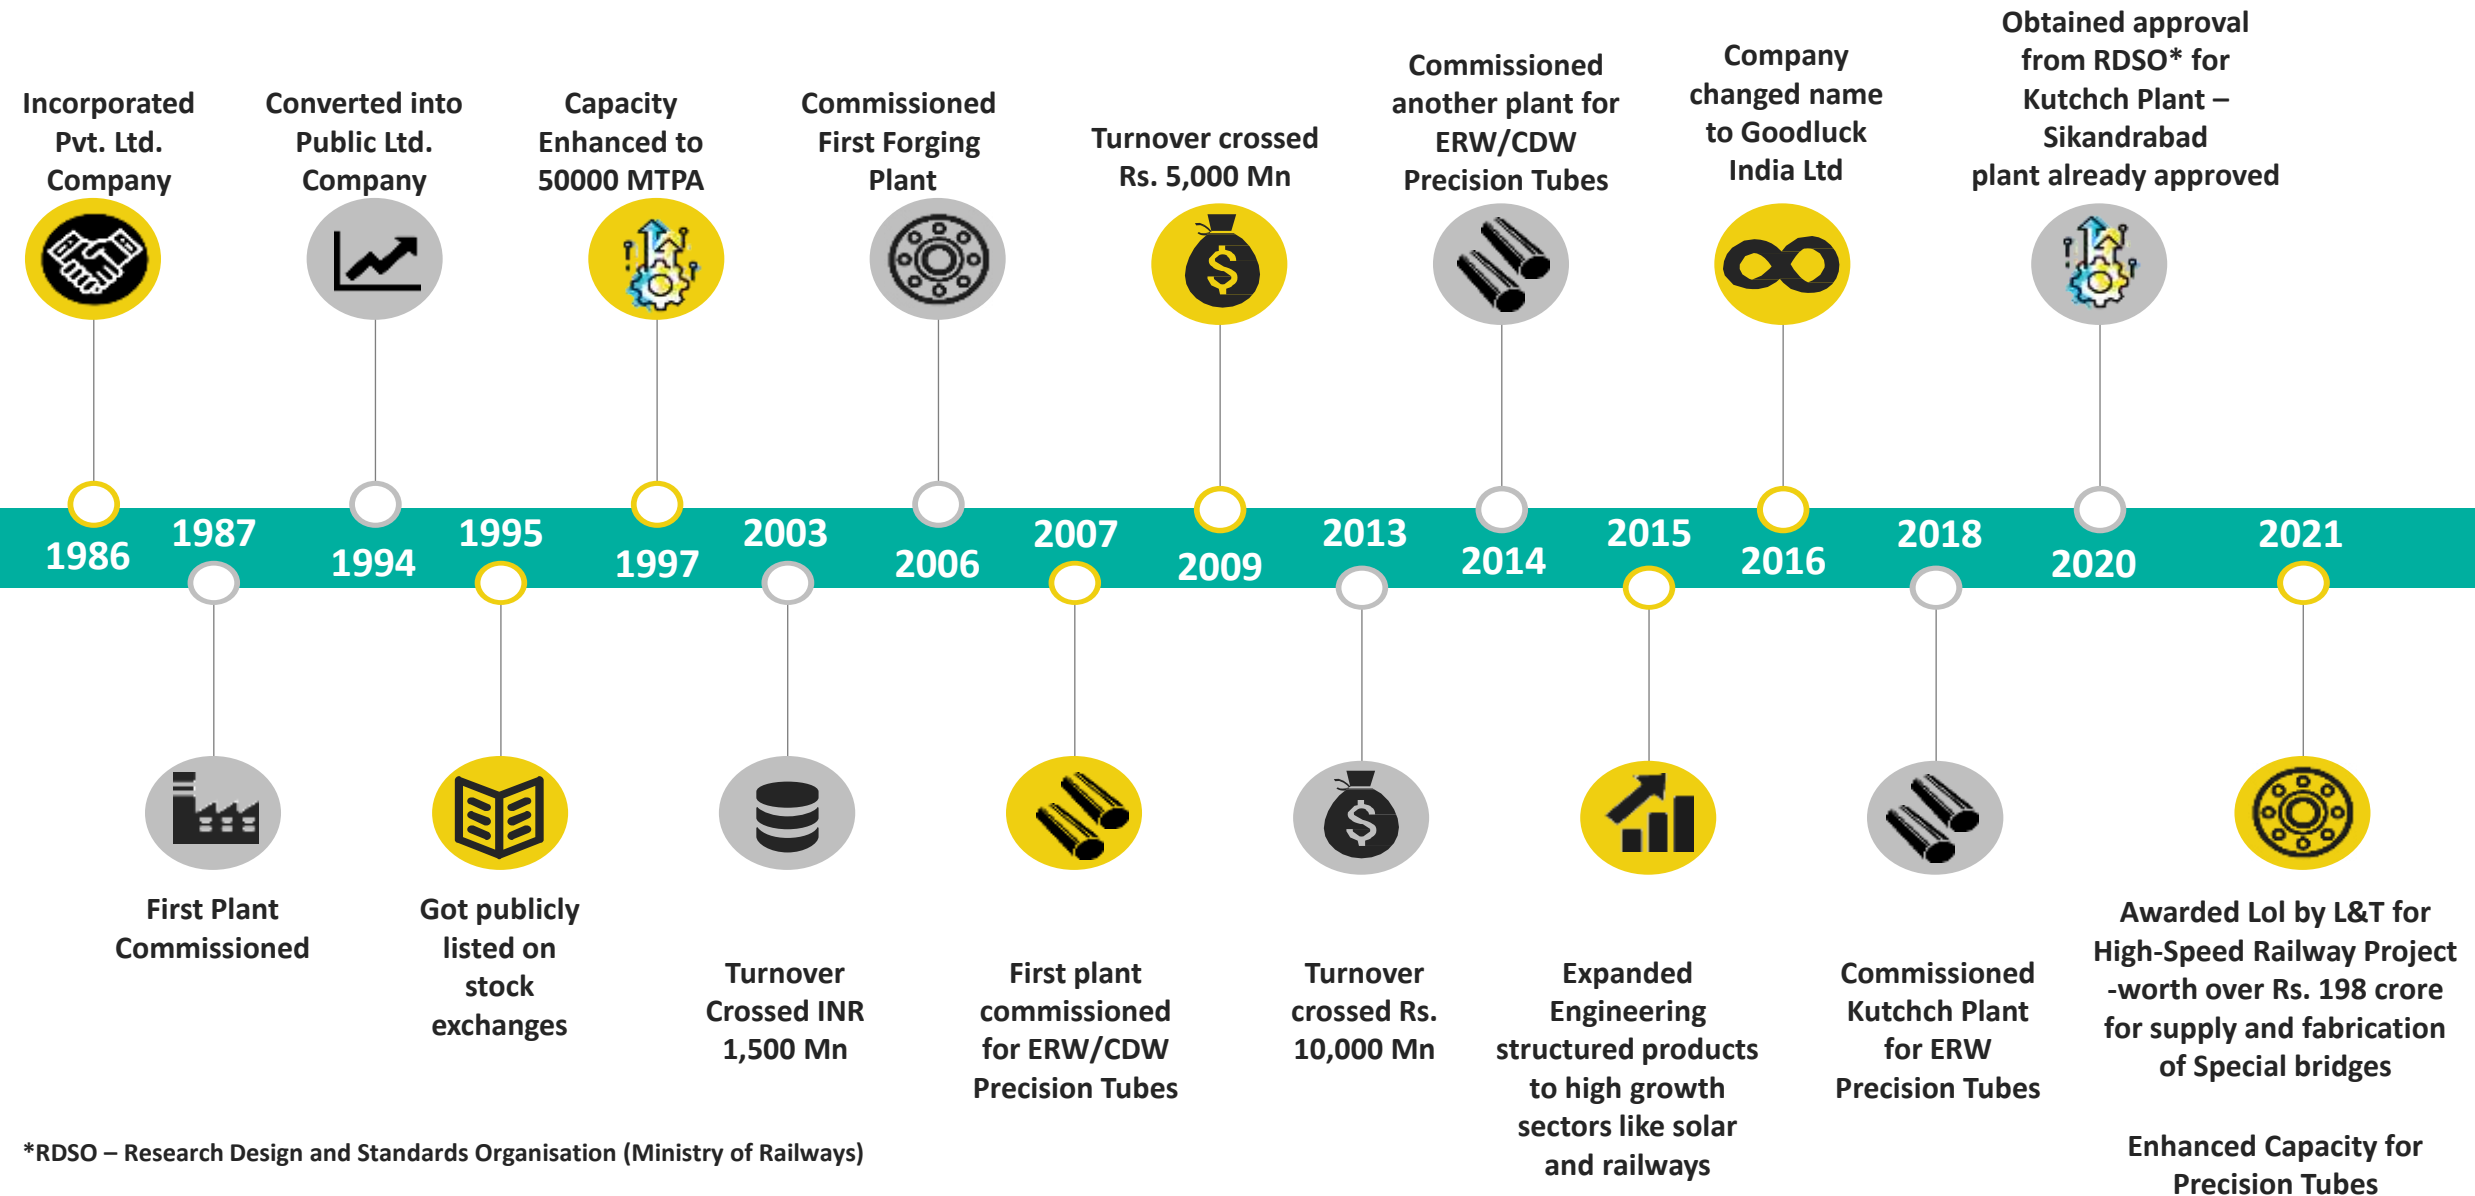 Incorporated
Pvt. Ltd.
Company
Converted into
Public Ltd.
Company
Capacity
Enhanced to
50000 MTPA
Commissioned
First Forging
Plant
Turnover crossed
Rs. 5,000 Mn
Commissioned
another plant for
ERW/CDW
Precision Tubes
Company
changed name
to Goodluck
India Ltd
Obtained approval
from RDSO* for
Kutchch Plant –
Sikandrabad
plant already approved
1986
1987
1994
1995
1997
2003
2006
2007
2009
2013
2014
2015
2016
2018
2020
2021
First Plant
Commissioned
Got publicly
listed on
stock
exchanges
Turnover
Crossed INR
1,500 Mn
First plant
commissioned
for ERW/CDW
Precision Tubes
Turnover
crossed Rs.
10,000 Mn
Expanded
Engineering
structured products
to high growth
sectors like solar
and railways
Commissioned
Kutchch Plant
for ERW
Precision Tubes
Awarded LoI by L&T for
High-Speed Railway Project
-worth over Rs. 198 crore
for supply and fabrication
of Special bridges
Enhanced Capacity for
Precision Tubes
*RDSO – Research Design and Standards Organisation (Ministry of Railways)